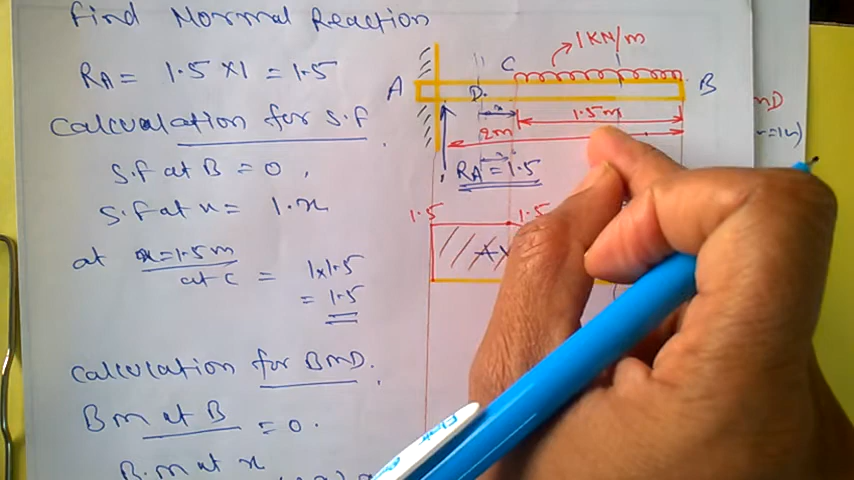 Find Normal Reaction
RA = 1.5 x 1 = 1.5
Calculation for S.F
S.F at B = 0,
S.F at x = 1.x
at x = 1.5m
at C = 1x1.5
= 1.5
Calculation for BMD.
BM at B = 0.
B.M at x
1KN/m
A
C
B
D
x
1.5m
2m
RA = 1.5
1.5
1.5